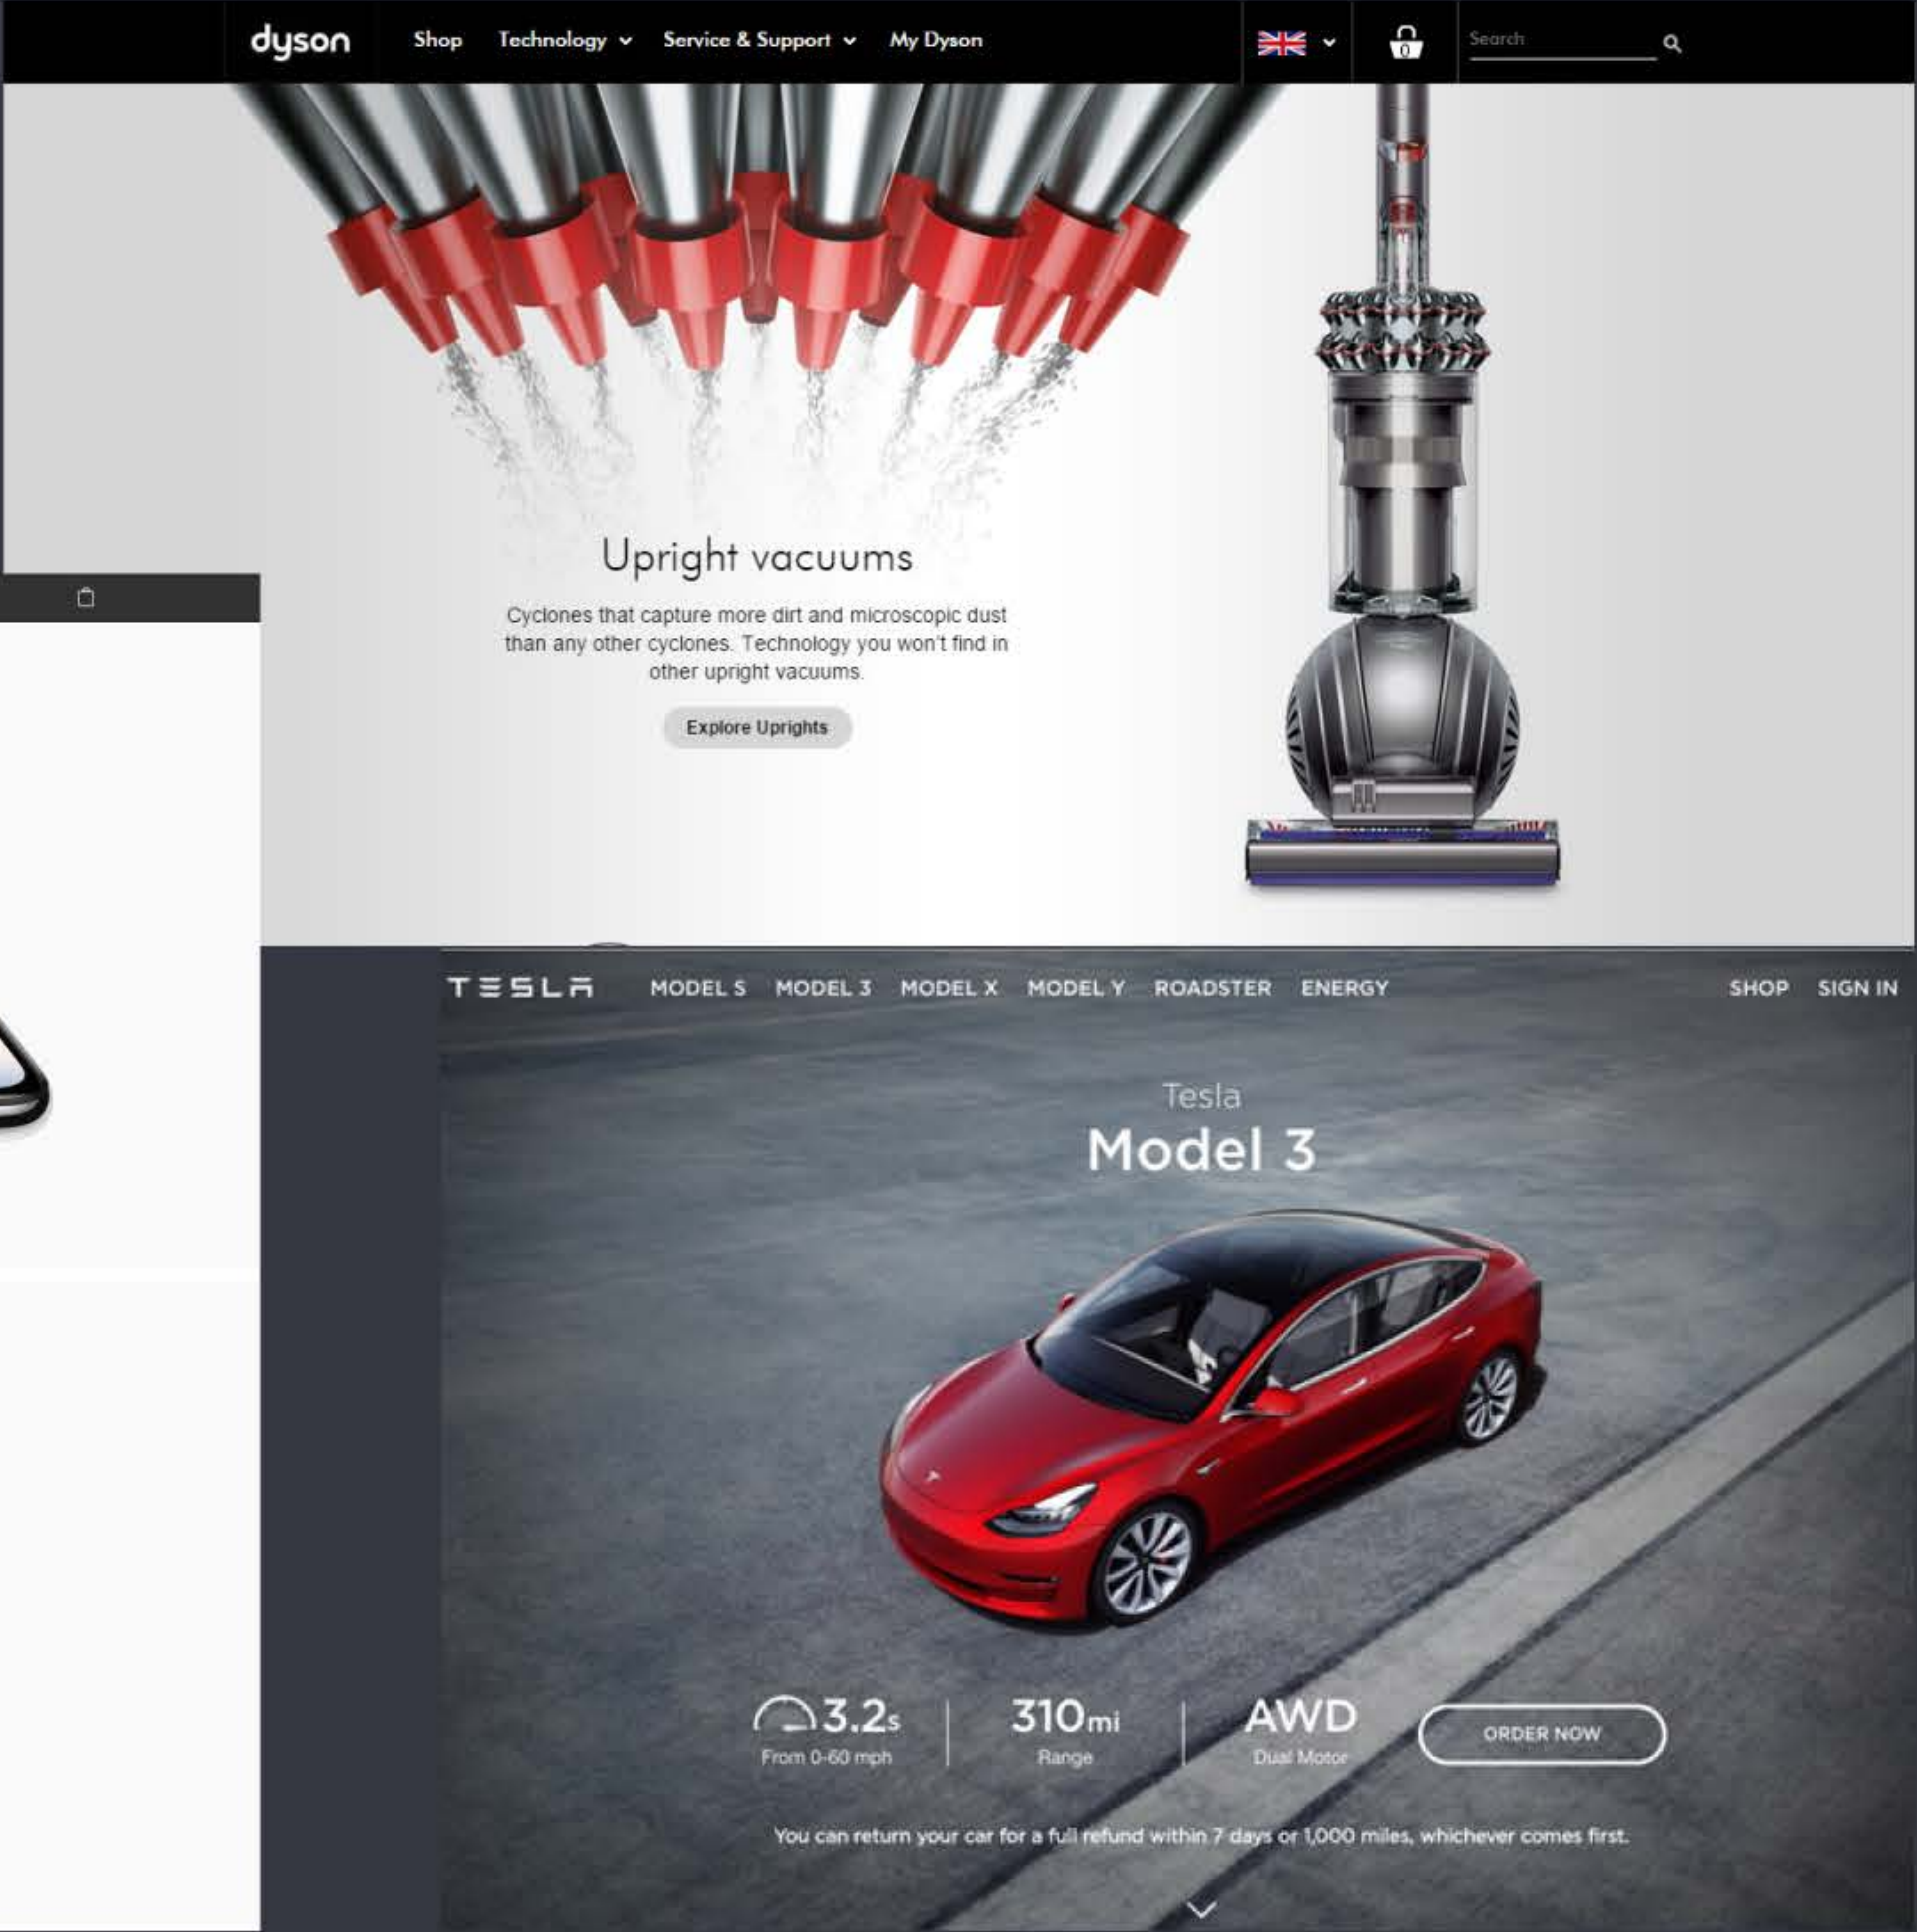 dyson
Shop Technology Service & Support My Dyson
0 Search
Upright vacuums
Cyclones that capture more dirt and microscopic dust
than any other cyclones. Technology you won't find in
other upright vacuums.
Explore Uprights
TESLA MODEL S MODEL 3 MODEL X MODEL Y ROADSTER ENERGY SHOP SIGN IN
Tesla
Model 3
3.2s 310mi AWD
From 0-60 mph Range Dual Motor
ORDER NOW
You can return your car for a full refund within 7 days or 1,000 miles, whichever comes first.